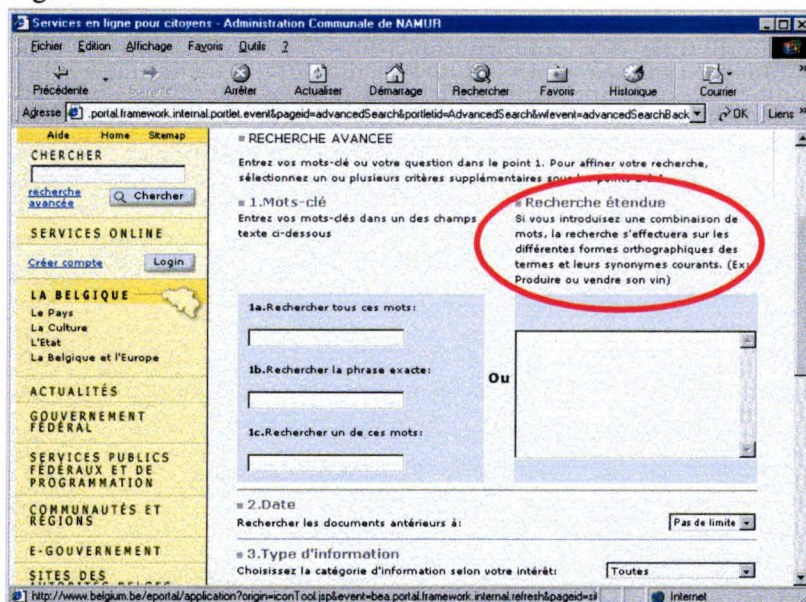 Services en ligne pour citoyens - Administration Communale de NAMUR
Fichier Edition Affichage Favoris Outils ?
Précédente Suivante Arrêter Actualiser Démarrage Rechercher Favoris Historique Courrier
Adresse .portal.framework.internal.portlet.event&pageid=advancedSearch&portletid=AdvancedSearch&wfevent=advancedSearchBack OK Liens »
Aide Home Sitemap
CHERCHER
recherche avancée
Chercher
SERVICES ONLINE
Créer compte Login
LA BELGIQUE
Le Pays
La Culture
L'Etat
La Belgique et l'Europe
ACTUALITÉS
GOUVERNEMENT
FÉDÉRAL
SERVICES PUBLICS
FÉDÉRAUX ET DE
PROGRAMMATION
COMMUNAUTÉS ET
RÉGIONS
E-GOUVERNEMENT
SITES DES
RECHERCHE AVANCEE
Entrez vos mots-clé ou votre question dans le point 1. Pour affiner votre recherche,
sélectionnez un ou plusieurs critères supplémentaires sous les points
1.Mots-clé
Entrez vos mots-clés dans un des champs
texte ci-dessous
Recherche étendue
Si vous introduisez une combinaison de
mots, la recherche s'effectuera sur les
différentes formes orthographiques des
termes et leurs synonymes courants. (Ex:
Produire ou vendre son vin)
1a.Rechercher tous ces mots:
1b.Rechercher la phrase exacte:
Ou
1c.Rechercher un de ces mots:
2.Date
Rechercher les documents antérieurs à: Pas de limite
3.Type d'information
Choisissez la catégorie d'information selon votre intérêt: Toutes
http://www.belgium.be/eportal/application?origin=iconTool.jsp&event=bea.portal.framework.internal.refresh&pageid=si Internet